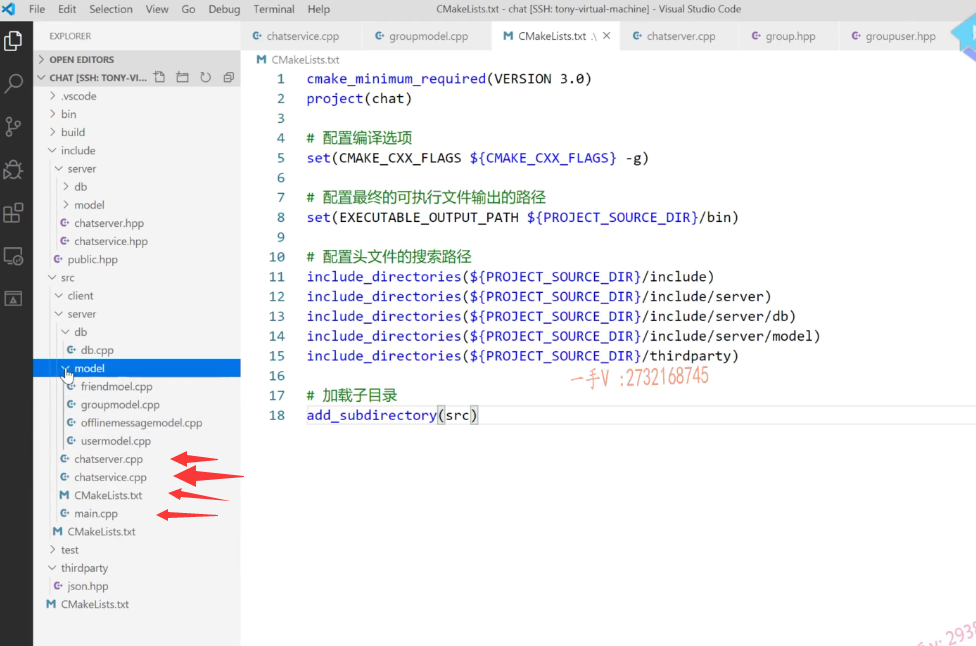 File Edit Selection View Go Debug Terminal Help
CMakeLists.txt - chat [SSH: tony-virtual-machine] - Visual Studio Code
EXPLORER
OPEN EDITORS
CHAT [SSH: TONY-VI...
.vscode
bin
build
include
server
db
model
chatserver.hpp
chatservice.hpp
public.hpp
src
client
server
db
db.cpp
model
friendmoel.cpp
groupmodel.cpp
offlinemessagemodel.cpp
usermodel.cpp
chatserver.cpp
chatservice.cpp
CMakeLists.txt
main.cpp
CMakeLists.txt
test
thirdparty
json.hpp
CMakeLists.txt
chatservice.cpp groupmodel.cpp CMakeLists.txt .\ chatserver.cpp group.hpp groupuser.hpp
CMakeLists.txt
1 cmake_minimum_required(VERSION 3.0)
2 project(chat)
3
4 # 配置编译选项
5 set(CMAKE_CXX_FLAGS ${CMAKE_CXX_FLAGS} -g)
6
7 # 配置最终的可执行文件输出的路径
8 set(EXECUTABLE_OUTPUT_PATH ${PROJECT_SOURCE_DIR}/bin)
9
10 # 配置头文件的搜索路径
11 include_directories(${PROJECT_SOURCE_DIR}/include)
12 include_directories(${PROJECT_SOURCE_DIR}/include/server)
13 include_directories(${PROJECT_SOURCE_DIR}/include/server/db)
14 include_directories(${PROJECT_SOURCE_DIR}/include/server/model)
15 include_directories(${PROJECT_SOURCE_DIR}/thirdparty)
16
一手V :2732168745
17 # 加载子目录
18 add_subdirectory(src)